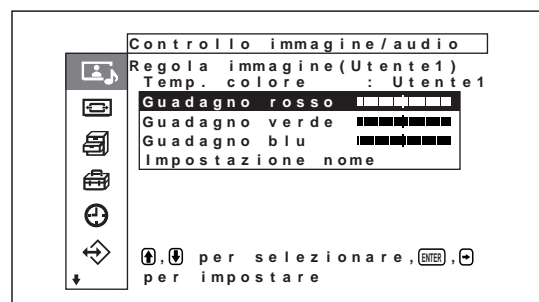 Controllo immagine/audio
Regola immagine(Utente1)
Temp. colore : Utente1
Guadagno rosso
Guadagno verde
Guadagno blu
Impostazione nome
, per selezionare, ENTER ,
per impostare